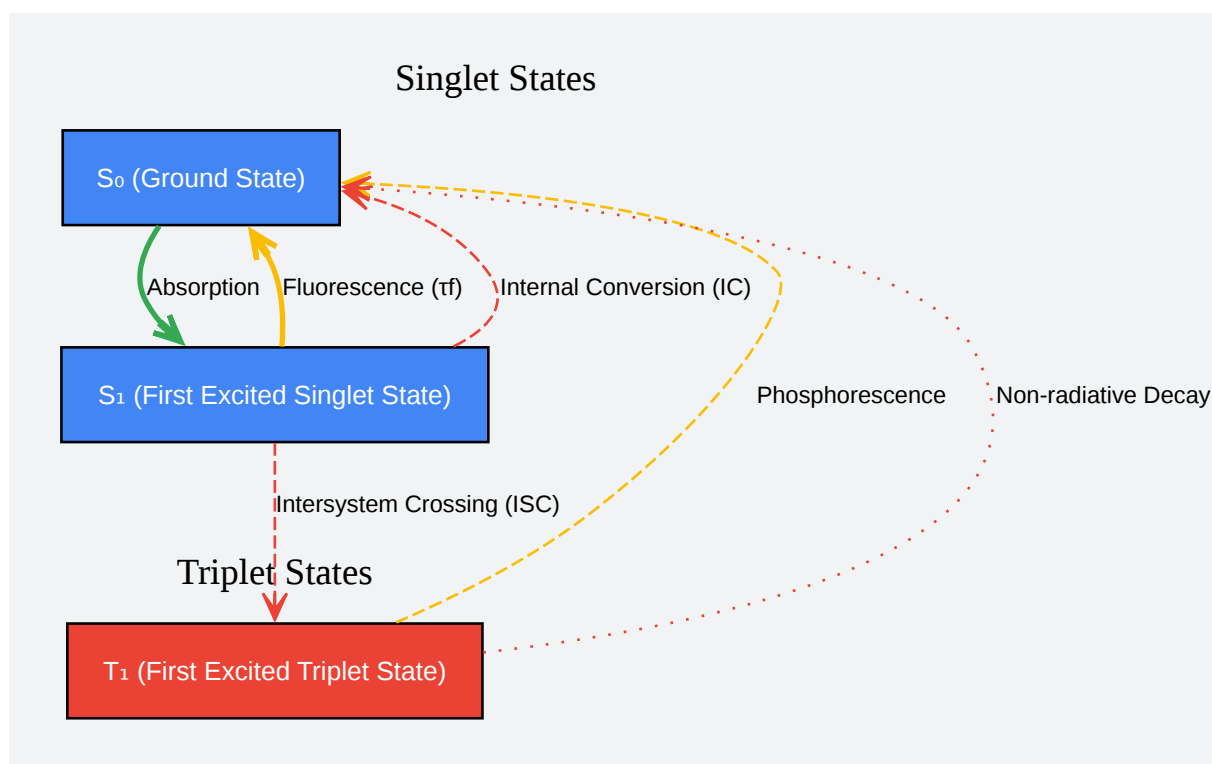 Singlet States
S₀ (Ground State)
Absorption
Fluorescence (τf)
Internal Conversion (IC)
S₁ (First Excited Singlet State)
Phosphorescence
Non-radiative Decay
Intersystem Crossing (ISC)
Triplet States
T₁ (First Excited Triplet State)